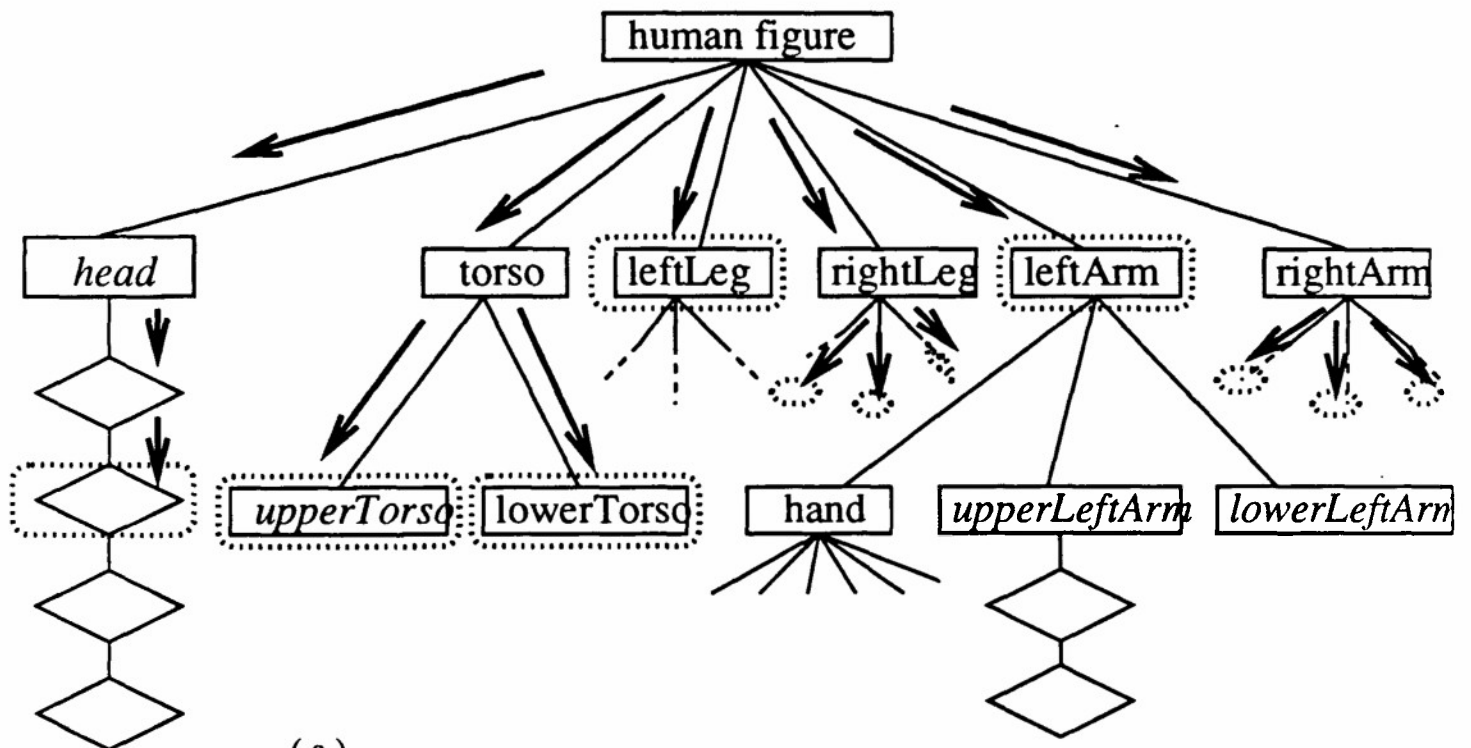 human figure
head
torso
leftLeg
rightLeg
leftArm
rightArm
upperTorso
lowerTorso
hand
upperLeftArm
lowerLeftArm
(a)